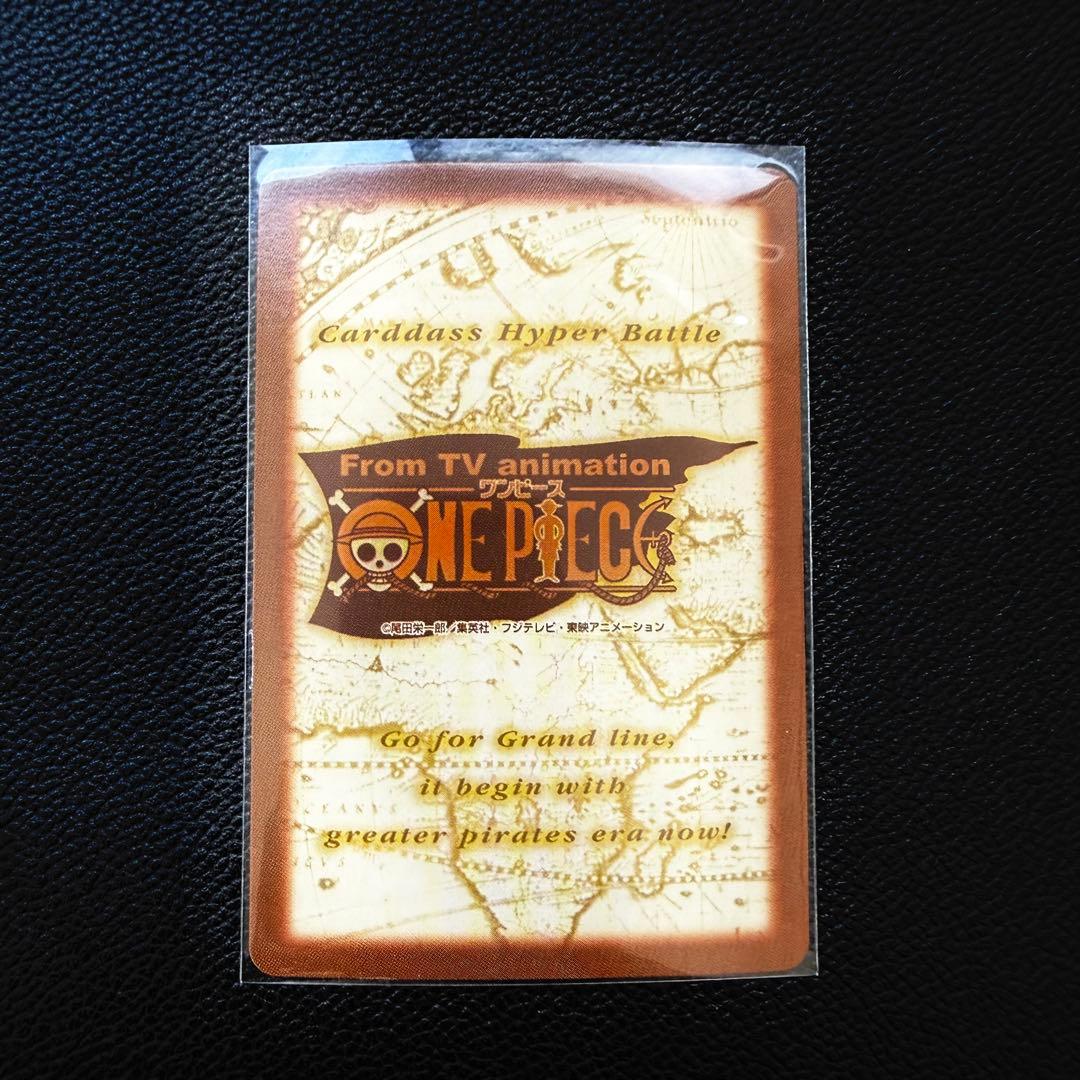 Septentrio
Carddass Hyper Battle
From TV animation
ワンピース
ONE PIECE
©尾田栄一郎／集英社・フジテレビ・東映アニメーション
Go for Grand line,
it begin with
greater pirates era now!